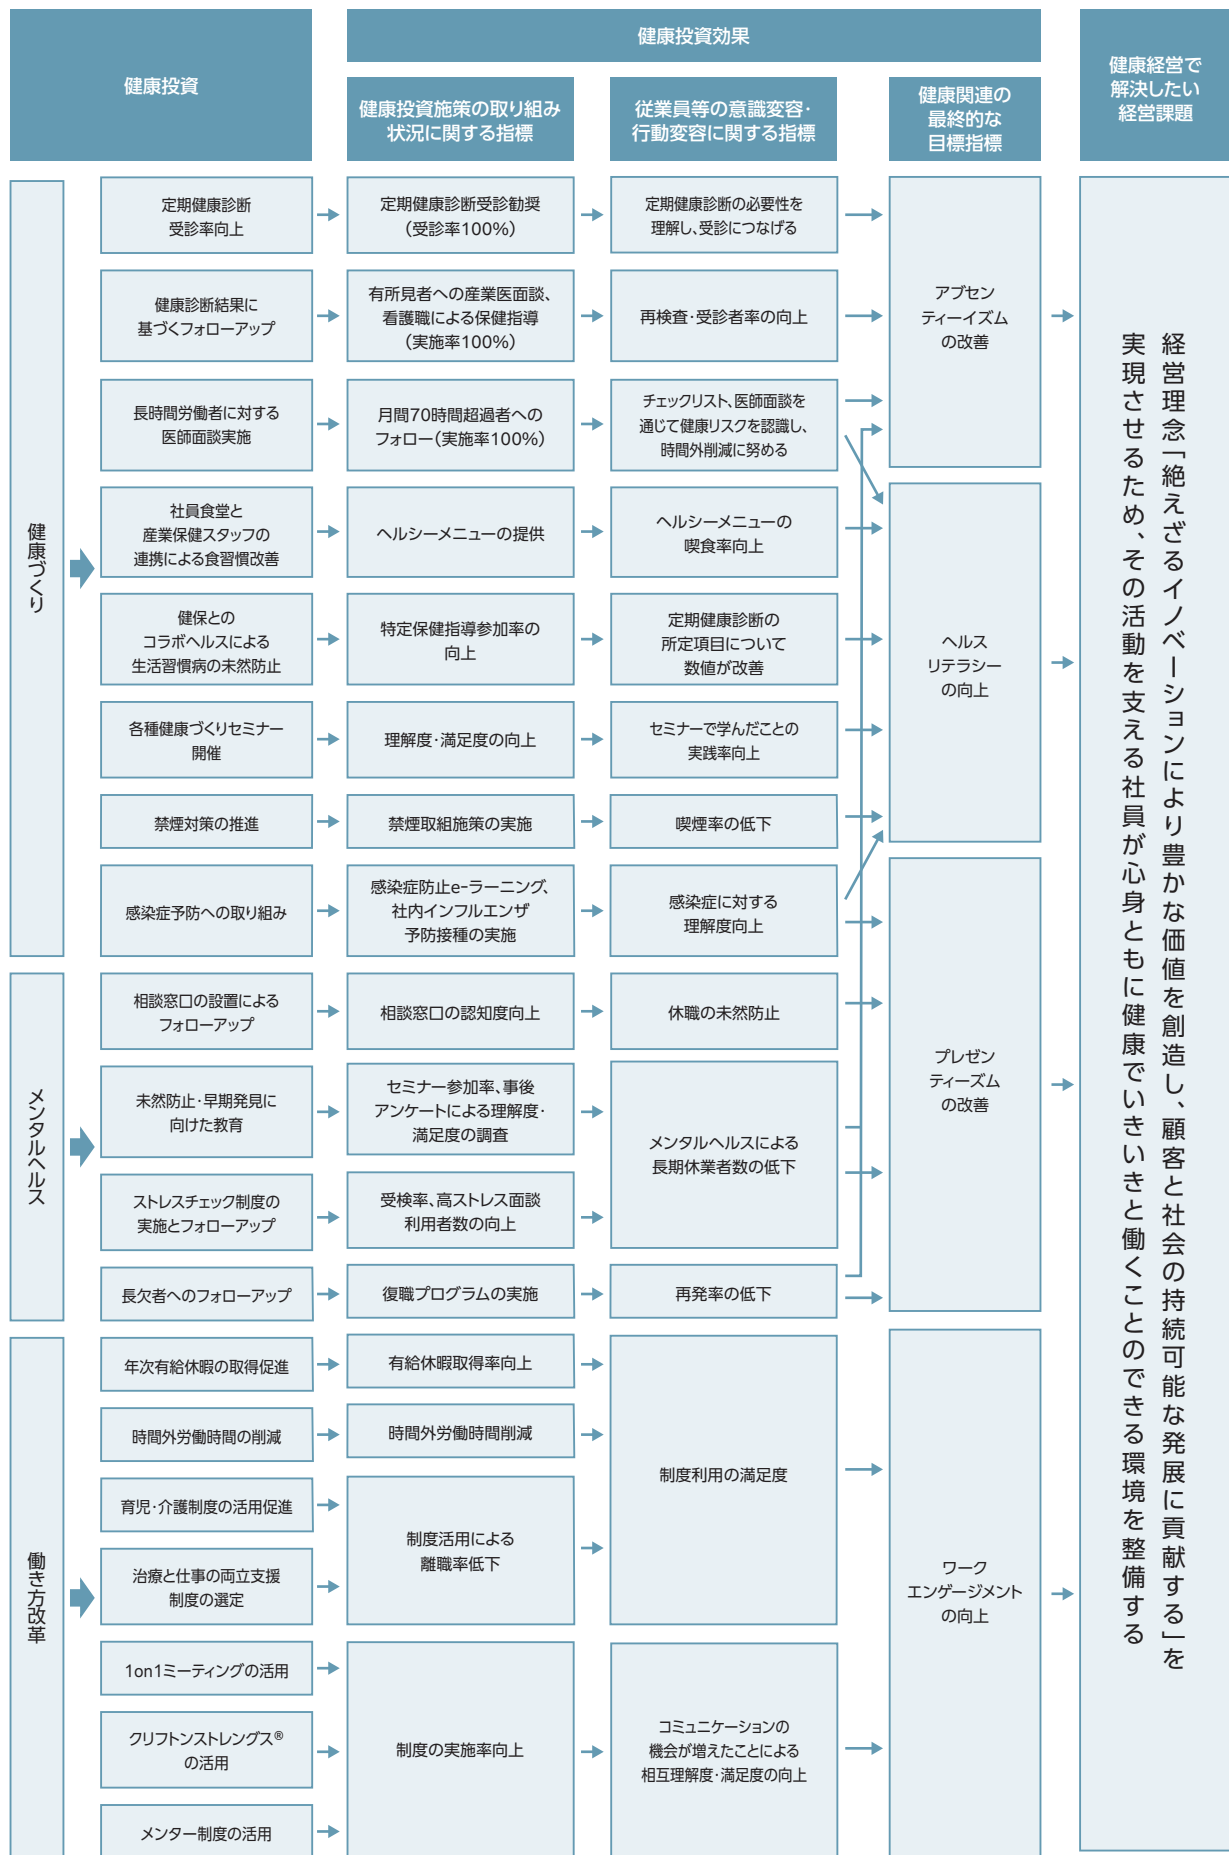 健康投資
健康投資効果
健康投資施策の取り組み
状況に関する指標
従業員等の意識変容・
行動変容に関する指標
健康関連の
最終的な
目標指標
健康経営で
解決したい
経営課題
健康づくり
定期健康診断
受診率向上
定期健康診断受診勧奨
(受診率100%)
定期健康診断の必要性を
理解し、受診につなげる
健康診断結果に
基づくフォローアップ
有所見者への産業医面談、
看護職による保健指導
(実施率100%)
再検査・受診者率の向上
長時間労働者に対する
医師面談実施
月間70時間超過者への
フォロー(実施率100%)
チェックリスト、医師面談を
通じて健康リスクを認識し、
時間外削減に努める
社員食堂と
産業保健スタッフの
連携による食習慣改善
ヘルシーメニューの提供
ヘルシーメニューの
喫食率向上
健保との
コラボヘルスによる
生活習慣病の未然防止
特定保健指導参加率の
向上
定期健康診断の
所定項目について
数値が改善
各種健康づくりセミナー
開催
理解度・満足度の向上
セミナーで学んだことの
実践率向上
禁煙対策の推進
禁煙取組施策の実施
喫煙率の低下
感染症予防への取り組み
感染症防止e-ラーニング、
社内インフルエンザ
予防接種の実施
感染症に対する
理解度向上
メンタルヘルス
相談窓口の設置による
フォローアップ
相談窓口の認知度向上
休職の未然防止
未然防止・早期発見に
向けた教育
セミナー参加率、事後
アンケートによる理解度・
満足度の調査
メンタルヘルスによる
長期休業者数の低下
ストレスチェック制度の
実施とフォローアップ
受検率、高ストレス面談
利用者数の向上
長欠者へのフォローアップ
復職プログラムの実施
再発率の低下
働き方改革
年次有給休暇の取得促進
有給休暇取得率向上
制度利用の満足度
時間外労働時間の削減
時間外労働時間削減
育児・介護制度の活用促進
制度活用による
離職率低下
治療と仕事の両立支援
制度の選定
1on1ミーティングの活用
制度の実施率向上
コミュニケーションの
機会が増えたことによる
相互理解度・満足度の向上
クリフトンストレングス®
の活用
メンター制度の活用
アブセン
ティーイズム
の改善
ヘルス
リテラシー
の向上
プレゼン
ティーズム
の改善
ワーク
エンゲージメント
の向上
経営理念「絶えざるイノベーションにより豊かな価値を創造し、顧客と社会の持続可能な発展に貢献する」を
実現させるため、その活動を支える社員が心身ともに健康でいきいきと働くことのできる環境を整備する